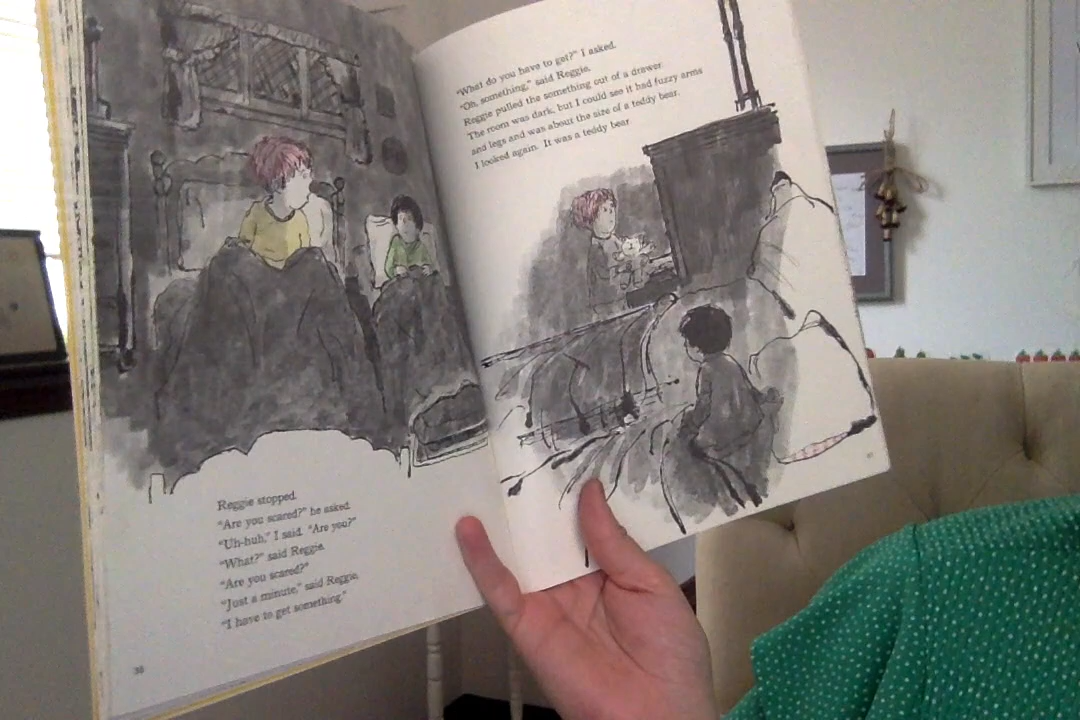 Reggie stopped.
"Are you scared?" he asked.
"Uh-huh," I said. "Are you?"
"What?" said Reggie.
"Are you scared?"
"Just a minute," said Reggie.
"I have to get something."
"What do you have to get?" I asked.
"Oh, something," said Reggie.
Reggie pulled the something out of a drawer.
The room was dark, but I could see it had fuzzy arms
and legs and was about the size of a teddy bear.
I looked again. It was a teddy bear.